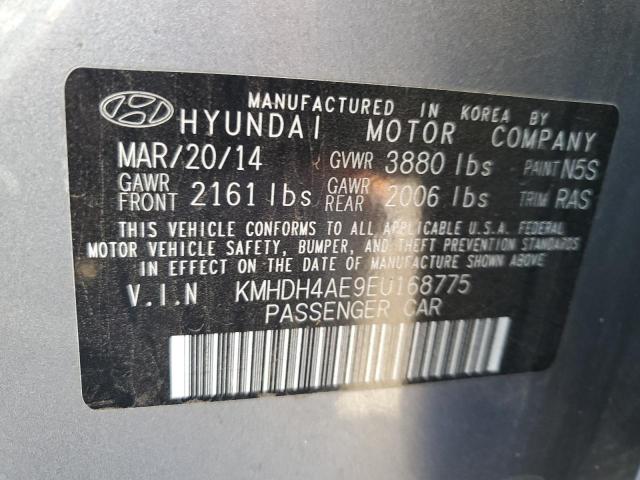 MANUFACTURED IN KOREA BY
HYUNDAI MOTOR COMPANY
MAR/20/14 GVWR 3880 lbs PAINT N5S
GAWR FRONT 2161 lbs GAWR REAR 2006 lbs TRIM RAS
THIS VEHICLE CONFORMS TO ALL APPLICABLE U.S.A. FEDERAL
MOTOR VEHICLE SAFETY, BUMPER, AND THEFT PREVENTION STANDARDS
IN EFFECT ON THE DATE OF MANUFACTURE SHOWN ABOVE.
V.I.N KMHDH4AE9EU168775
PASSENGER CAR